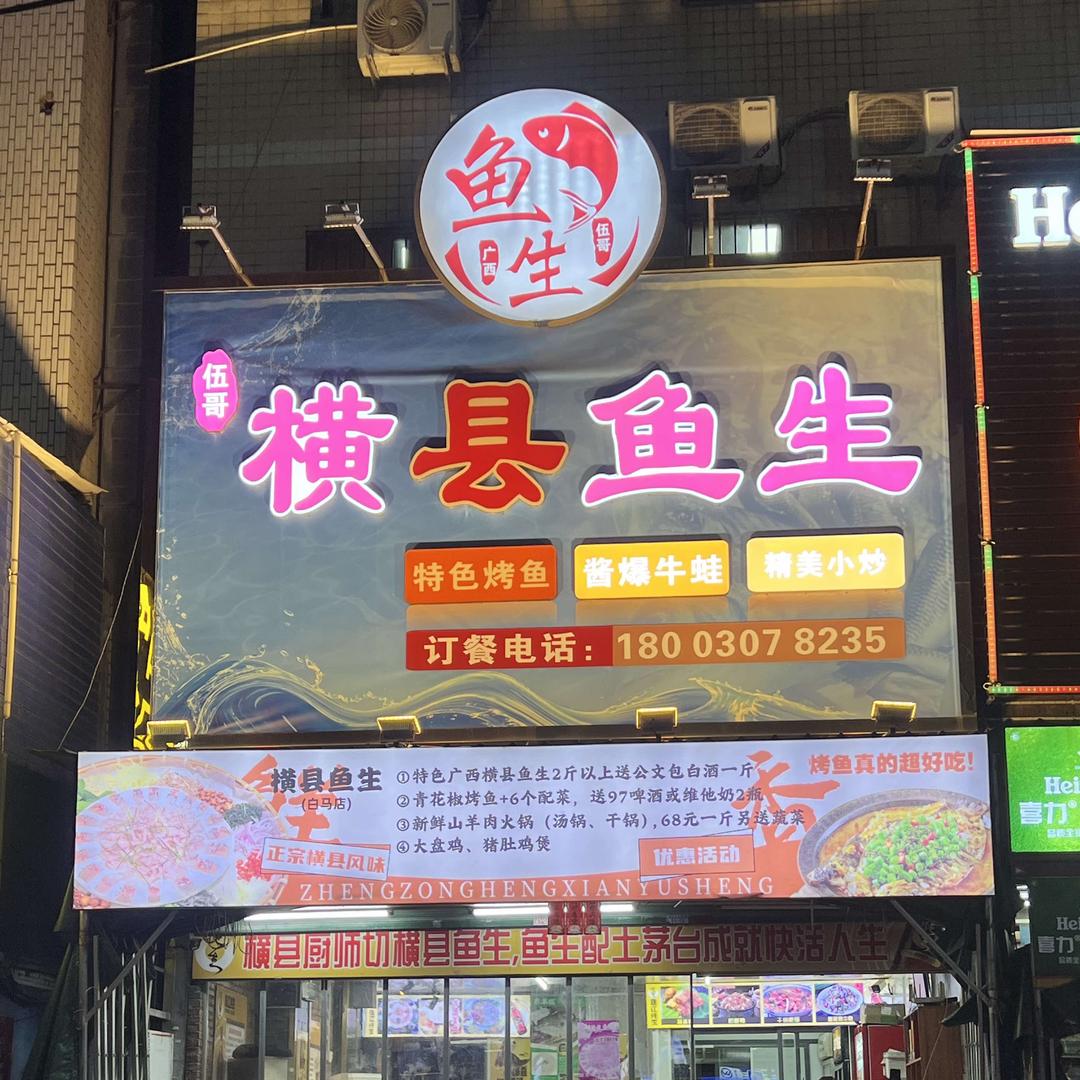 鱼生
广西
伍哥
伍哥
横县鱼生
特色烤鱼
酱爆牛蛙
精美小炒
订餐电话：180 0307 8235
横县鱼生
(白马店)
正宗横县风味
①特色广西横县鱼生2斤以上送公文包白酒一斤
②青花椒烤鱼+6个配菜，送97啤酒或维他奶2瓶
③新鲜山羊肉火锅（汤锅、干锅）,68元一斤另送蔬菜
④大盘鸡、猪肚鸡煲
烤鱼真的超好吃!
优惠活动
ZHENGZONGHENGXIANYUSHENG
横县厨师切横县鱼生,鱼生配土茅台成就快活人生
He
Hei
喜力®
Hei
喜力